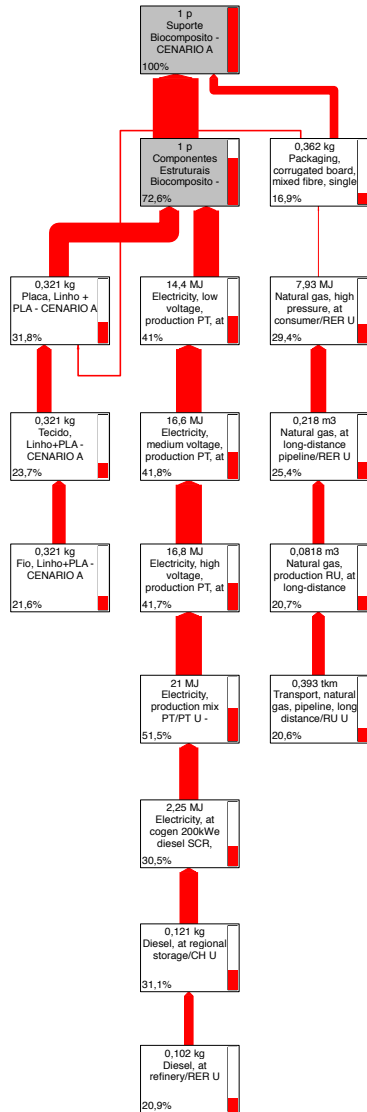 1 p
Suporte
Biocomposito -
CENARIO A
100%
1 p
Componentes
Estruturais
Biocomposito -
72,6%
0,362 kg
Packaging,
corrugated board,
mixed fibre, single
16,9%
0,321 kg
Placa, Linho +
PLA - CENARIO A
31,8%
14,4 MJ
Electricity, low
voltage,
production PT, at
41%
7,93 MJ
Natural gas, high
pressure, at
consumer/RER U
29,4%
0,321 kg
Tecido,
Linho+PLA -
CENARIO A
23,7%
16,6 MJ
Electricity,
medium voltage,
production PT, at
41,8%
0,218 m3
Natural gas, at
long-distance
pipeline/RER U
25,4%
0,321 kg
Fio, Linho+PLA -
CENARIO A
21,6%
16,8 MJ
Electricity, high
voltage,
production PT, at
41,7%
0,0818 m3
Natural gas,
production RU, at
long-distance
20,7%
21 MJ
Electricity,
production mix
PT/PT U -
51,5%
0,393 tkm
Transport, natural
gas, pipeline, long
distance/RU U
20,6%
2,25 MJ
Electricity, at
cogen 200kWe
diesel SCR,
30,5%
0,121 kg
Diesel, at regional
storage/CH U
31,1%
0,102 kg
Diesel, at
refinery/RER U
20,9%